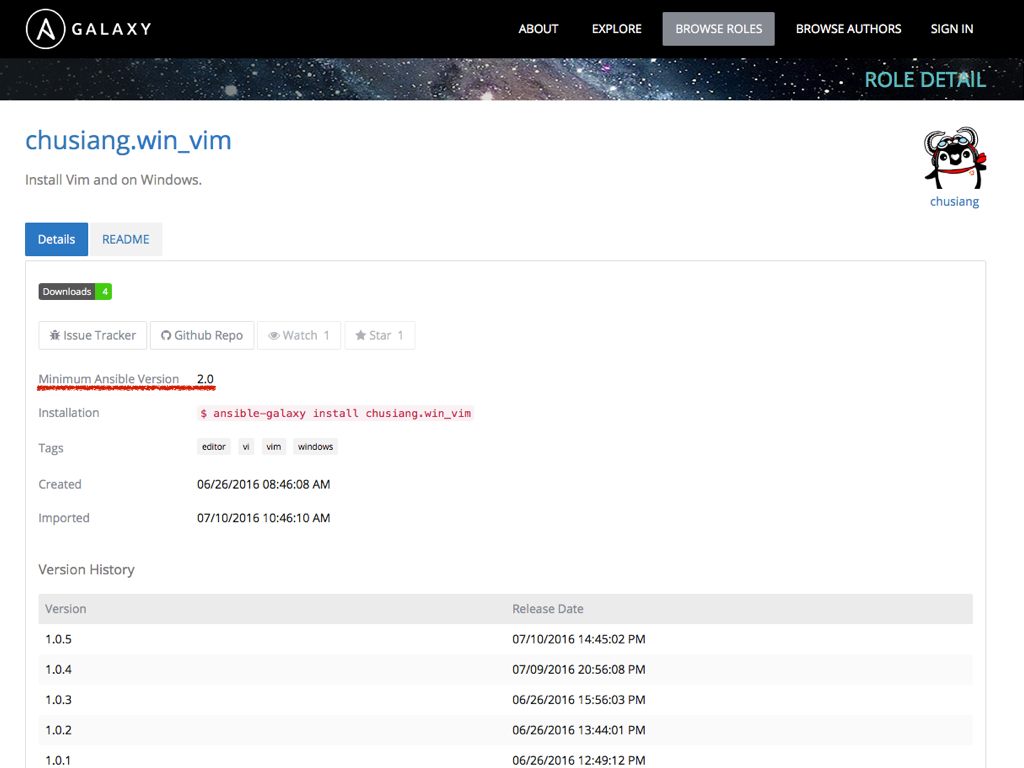 GALAXY ABOUT EXPLORE BROWSE ROLES BROWSE AUTHORS SIGN IN
ROLE DETAIL
chusiang.win_vim
Install Vim and on Windows.
chusiang
Details README
Downloads 4
Issue Tracker Github Repo Watch 1 Star 1
Minimum Ansible Version 2.0
Installation $ ansible-galaxy install chusiang.win_vim
Tags editor vi vim windows
Created 06/26/2016 08:46:08 AM
Imported 07/10/2016 10:46:10 AM
Version History
Version Release Date
1.0.5 07/10/2016 14:45:02 PM
1.0.4 07/09/2016 20:56:08 PM
1.0.3 06/26/2016 15:56:03 PM
1.0.2 06/26/2016 13:44:01 PM
1.0.1 06/26/2016 12:49:12 PM